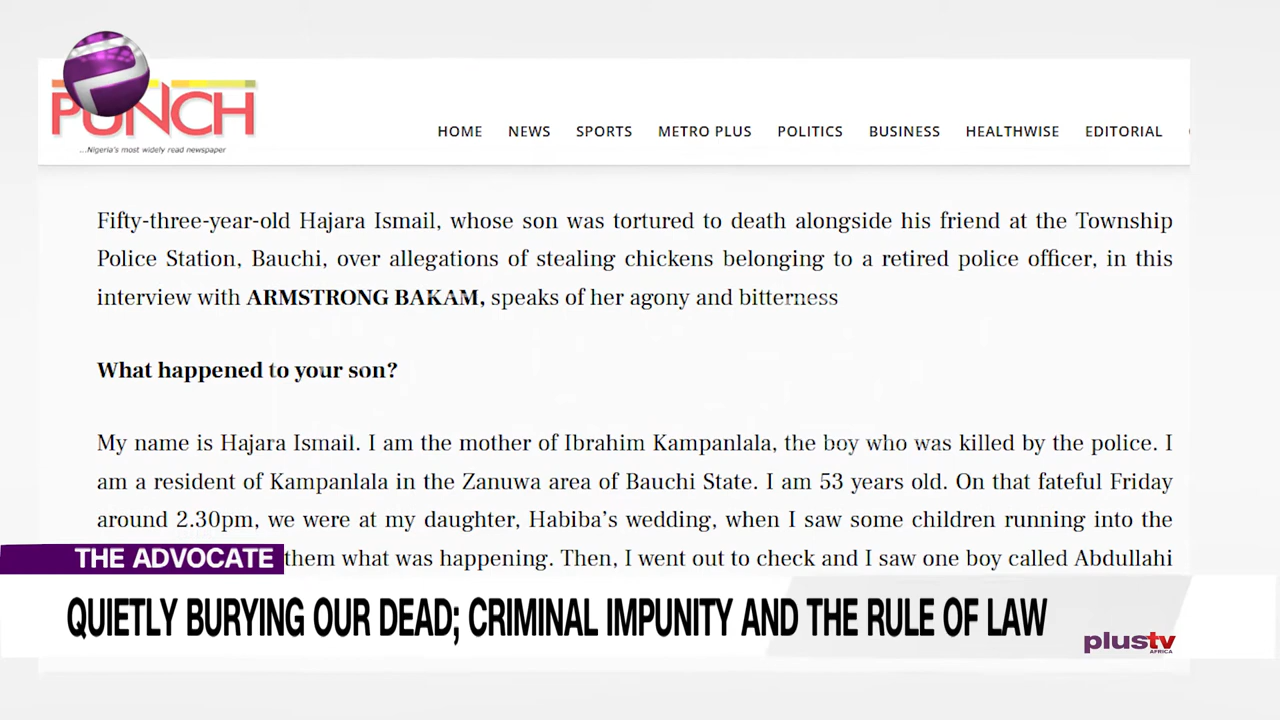 PUNCH
...Nigeria's most widely read newspaper
HOME NEWS SPORTS METRO PLUS POLITICS BUSINESS HEALTHWISE EDITORIAL
Fifty-three-year-old Hajara Ismail, whose son was tortured to death alongside his friend at the Township
Police Station, Bauchi, over allegations of stealing chickens belonging to a retired police officer, in this
interview with ARMSTRONG BAKAM, speaks of her agony and bitterness
What happened to your son?
My name is Hajara Ismail. I am the mother of Ibrahim Kampanlala, the boy who was killed by the police. I
am a resident of Kampanlala in the Zanuwa area of Bauchi State. I am 53 years old. On that fateful Friday
around 2.30pm, we were at my daughter, Habiba's wedding, when I saw some children running into the
them what was happening. Then, I went out to check and I saw one boy called Abdullahi
THE ADVOCATE
QUIETLY BURYING OUR DEAD; CRIMINAL IMPUNITY AND THE RULE OF LAW
plustv
AFRICA